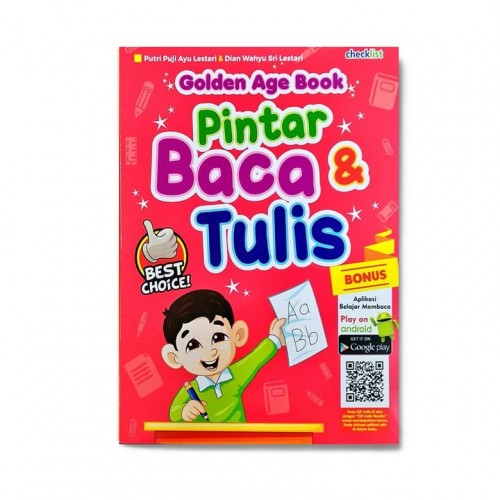 Putri Puji Ayu Lestari & Dian Wahyu Sri Lestari
checklist
Golden Age Book
Pintar
Baca &
Tulis
BEST
CHOICE!
Aa
Bb
BONUS
Aplikasi
Belajar Membaca
Play on
android
GET IT ON
Google play